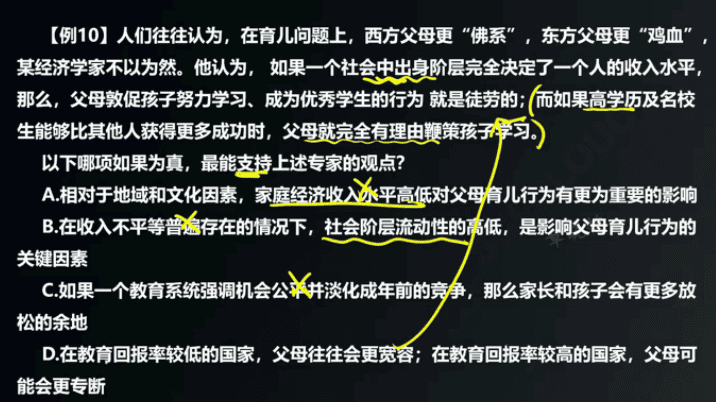 【例10】人们往往认为，在育儿问题上，西方父母更“佛系”，东方父母更“鸡血”，
某经济学家不以为然。他认为， 如果一个社会中出身阶层完全决定了一个人的收入水平，
那么，父母敦促孩子努力学习、成为优秀学生的行为 就是徒劳的；而如果高学历及名校
生能够比其他人获得更多成功时，父母就完全有理由鞭策孩子学习。
以下哪项如果为真，最能支持上述专家的观点？
A.相对于地域和文化因素，家庭经济收入水平高低对父母育儿行为有更为重要的影响
B.在收入不平等普遍存在的情况下，社会阶层流动性的高低，是影响父母育儿行为的
关键因素
C.如果一个教育系统强调机会公平并淡化成年前的竞争，那么家长和孩子会有更多放
松的余地
D.在教育回报率较低的国家，父母往往会更宽容；在教育回报率较高的国家，父母可
能会更专断